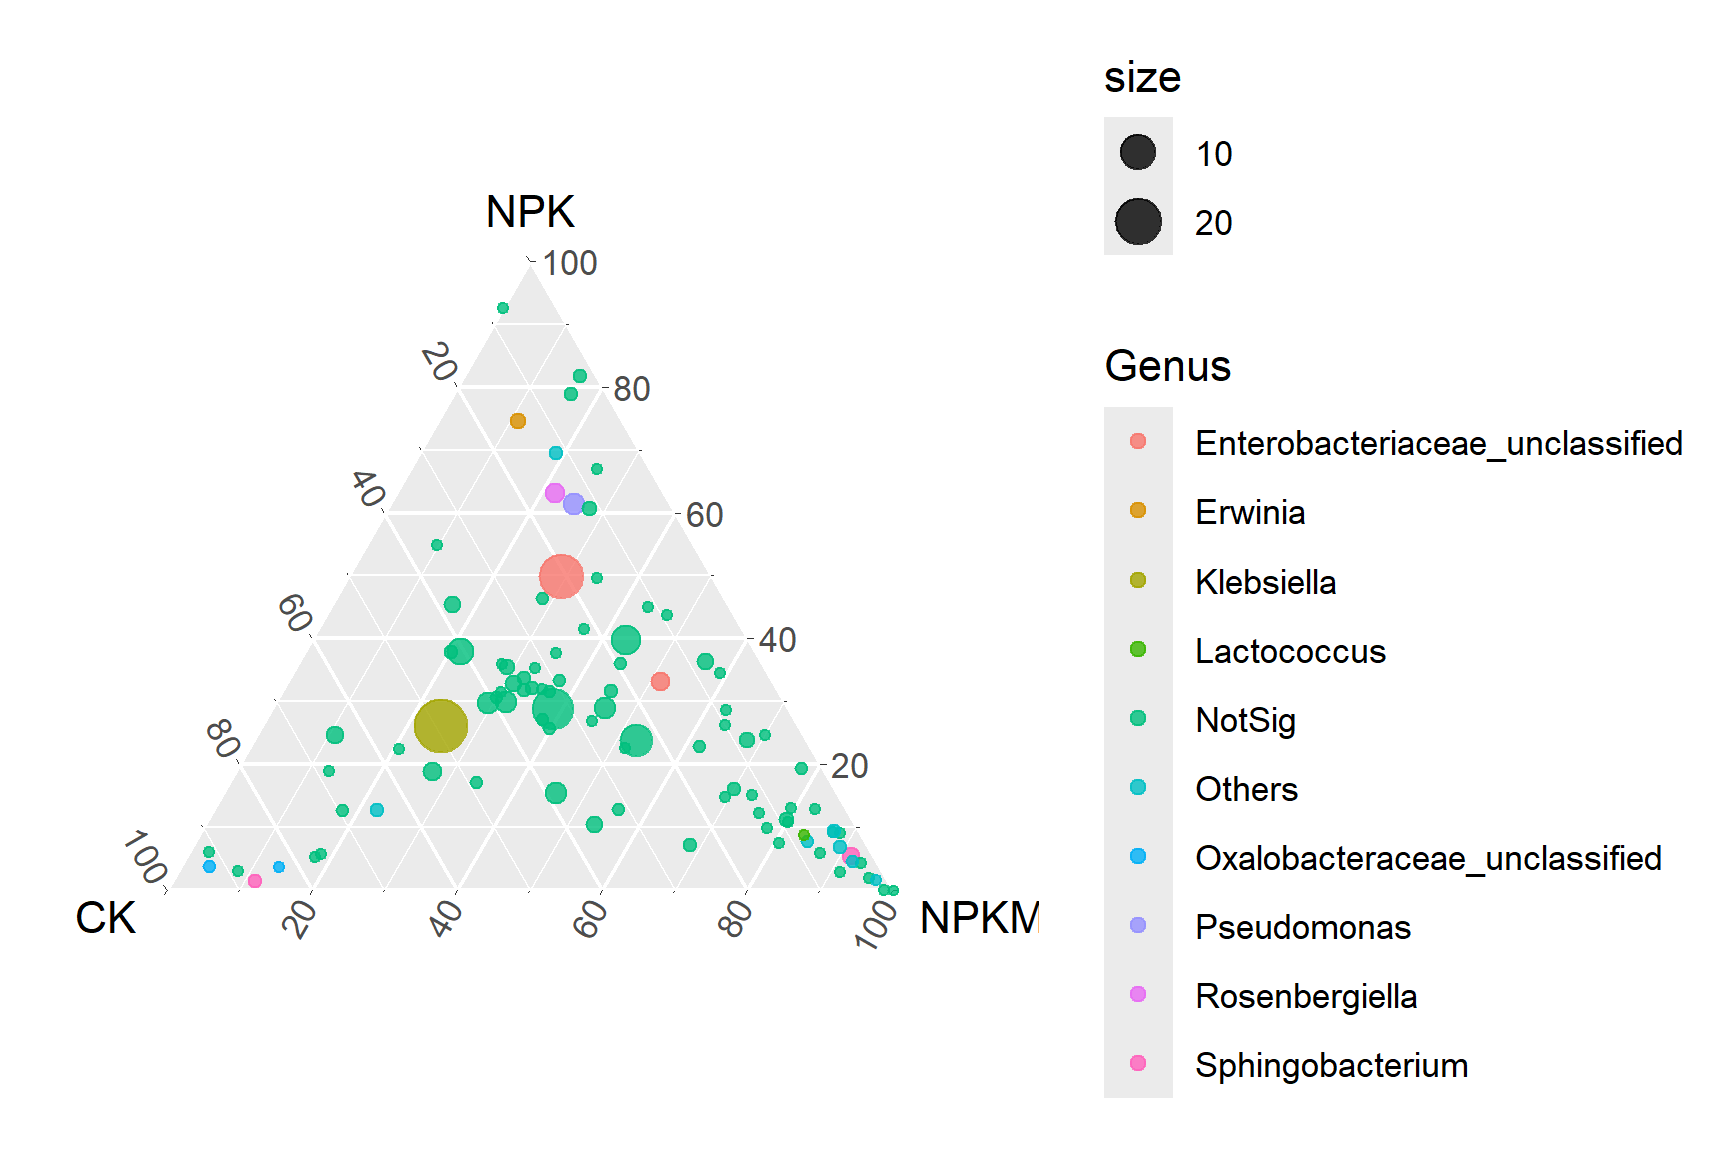 NPK
100
20
80
40
60
60
40
80
20
100
CK
20
40
60
80
100
NPKM
size
10
20
Genus
Enterobacteriaceae_unclassified
Erwinia
Klebsiella
Lactococcus
NotSig
Others
Oxalobacteraceae_unclassified
Pseudomonas
Rosenbergiella
Sphingobacterium